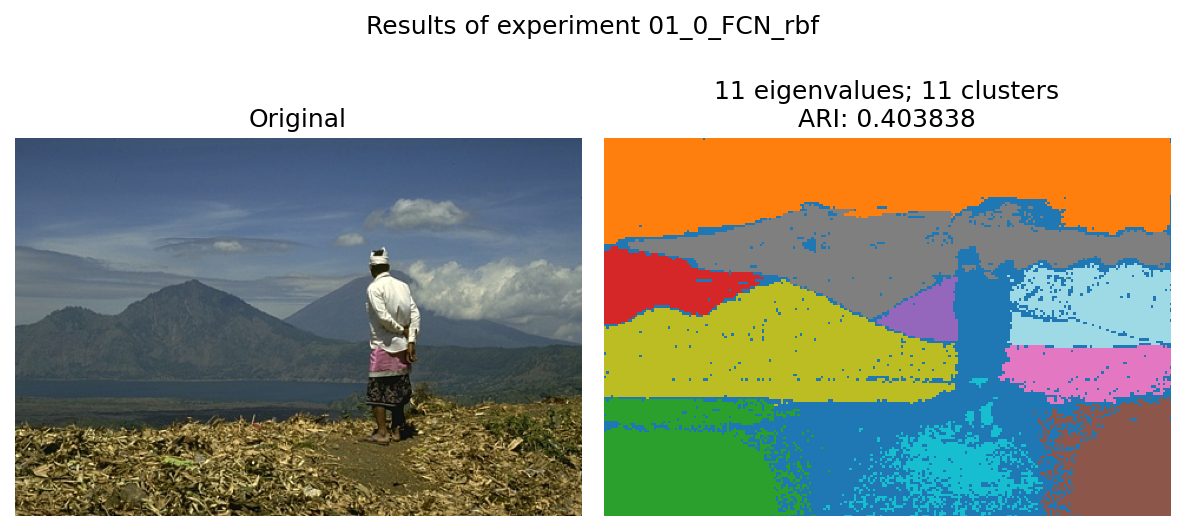 Results of experiment 01_0_FCN_rbf
Original
11 eigenvalues; 11 clusters
ARI: 0.403838